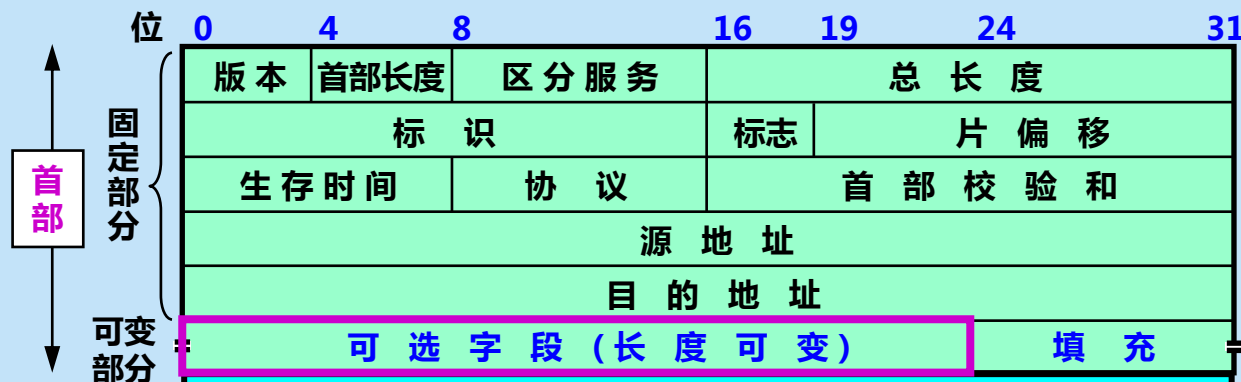 位 0 4 8 16 19 24 31
版本 首部长度 区分服务 总长度
标识 标志 片偏移
生存时间 协议 首部校验和
源地址
目的地址
可选字段(长度可变) 填充
首部
固定部分
可变部分